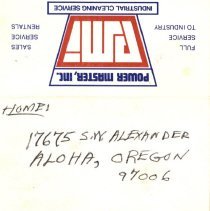 INDUSTRIAL CLEANING SERVICE
PMI
POWER MASTER, INC.
FULL
SERVICE
TO INDUSTRY
SALES
SERVICE
RENTALS
HOME:
17675 S.W. ALEXANDER
ALOHA, OREGON
97006